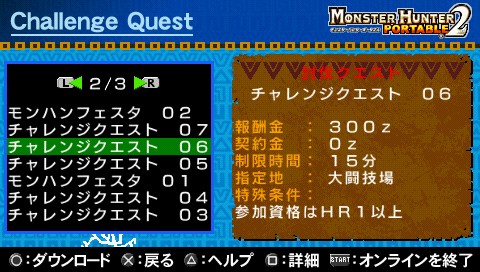 Challenge Quest
MONSTER HUNTER
PORTABLE 2
L 2/3 R
モンハンフェスタ 02
チャレンジクエスト 07
チャレンジクエスト 06
チャレンジクエスト 05
モンハンフェスタ 01
チャレンジクエスト 04
チャレンジクエスト 03
討伐クエスト
チャレンジクエスト 06
報酬金 : 300z
契約金 : 0z
制限時間 : 15分
指定地 : 大闘技場
特殊条件 :
参加資格はHR1以上
○:ダウンロード ×:戻る △:ヘルプ □:詳細 START:オンラインを終了